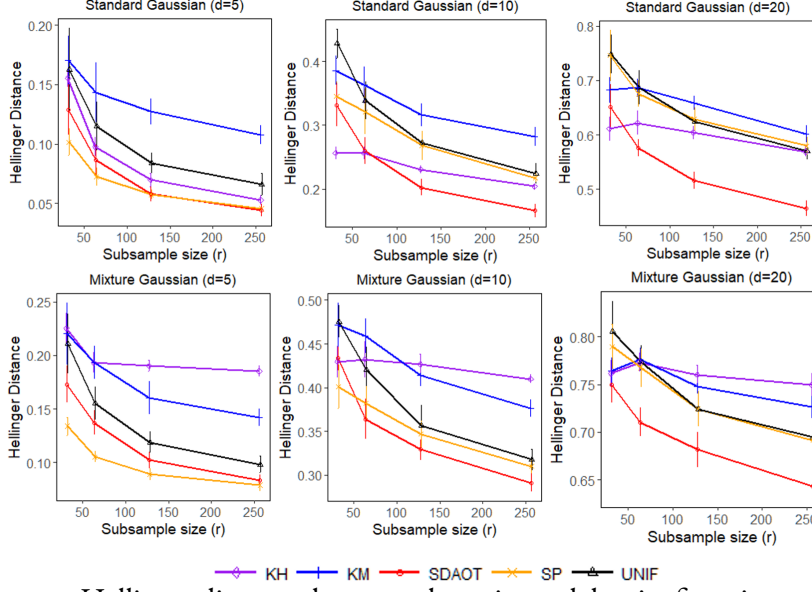 Standard Gaussian (d=5)
Standard Gaussian (d=10)
Standard Gaussian (d=20)
Hellinger Distance
0.20
0.15
0.10
0.05
50 100 150 200 250
Subsample size (r)
Hellinger Distance
0.4
0.3
0.2
50 100 150 200 250
Subsample size (r)
Hellinger Distance
0.8
0.7
0.6
0.5
50 100 150 200 250
Subsample size (r)
Mixture Gaussian (d=5)
Mixture Gaussian (d=10)
Mixture Gaussian (d=20)
Hellinger Distance
0.25
0.20
0.15
0.10
50 100 150 200 250
Subsample size (r)
Hellinger Distance
0.50
0.45
0.40
0.35
0.30
50 100 150 200 250
Subsample size (r)
Hellinger Distance
0.80
0.75
0.70
0.65
50 100 150 200 250
Subsample size (r)
KH KM SDAOT SP UNIF